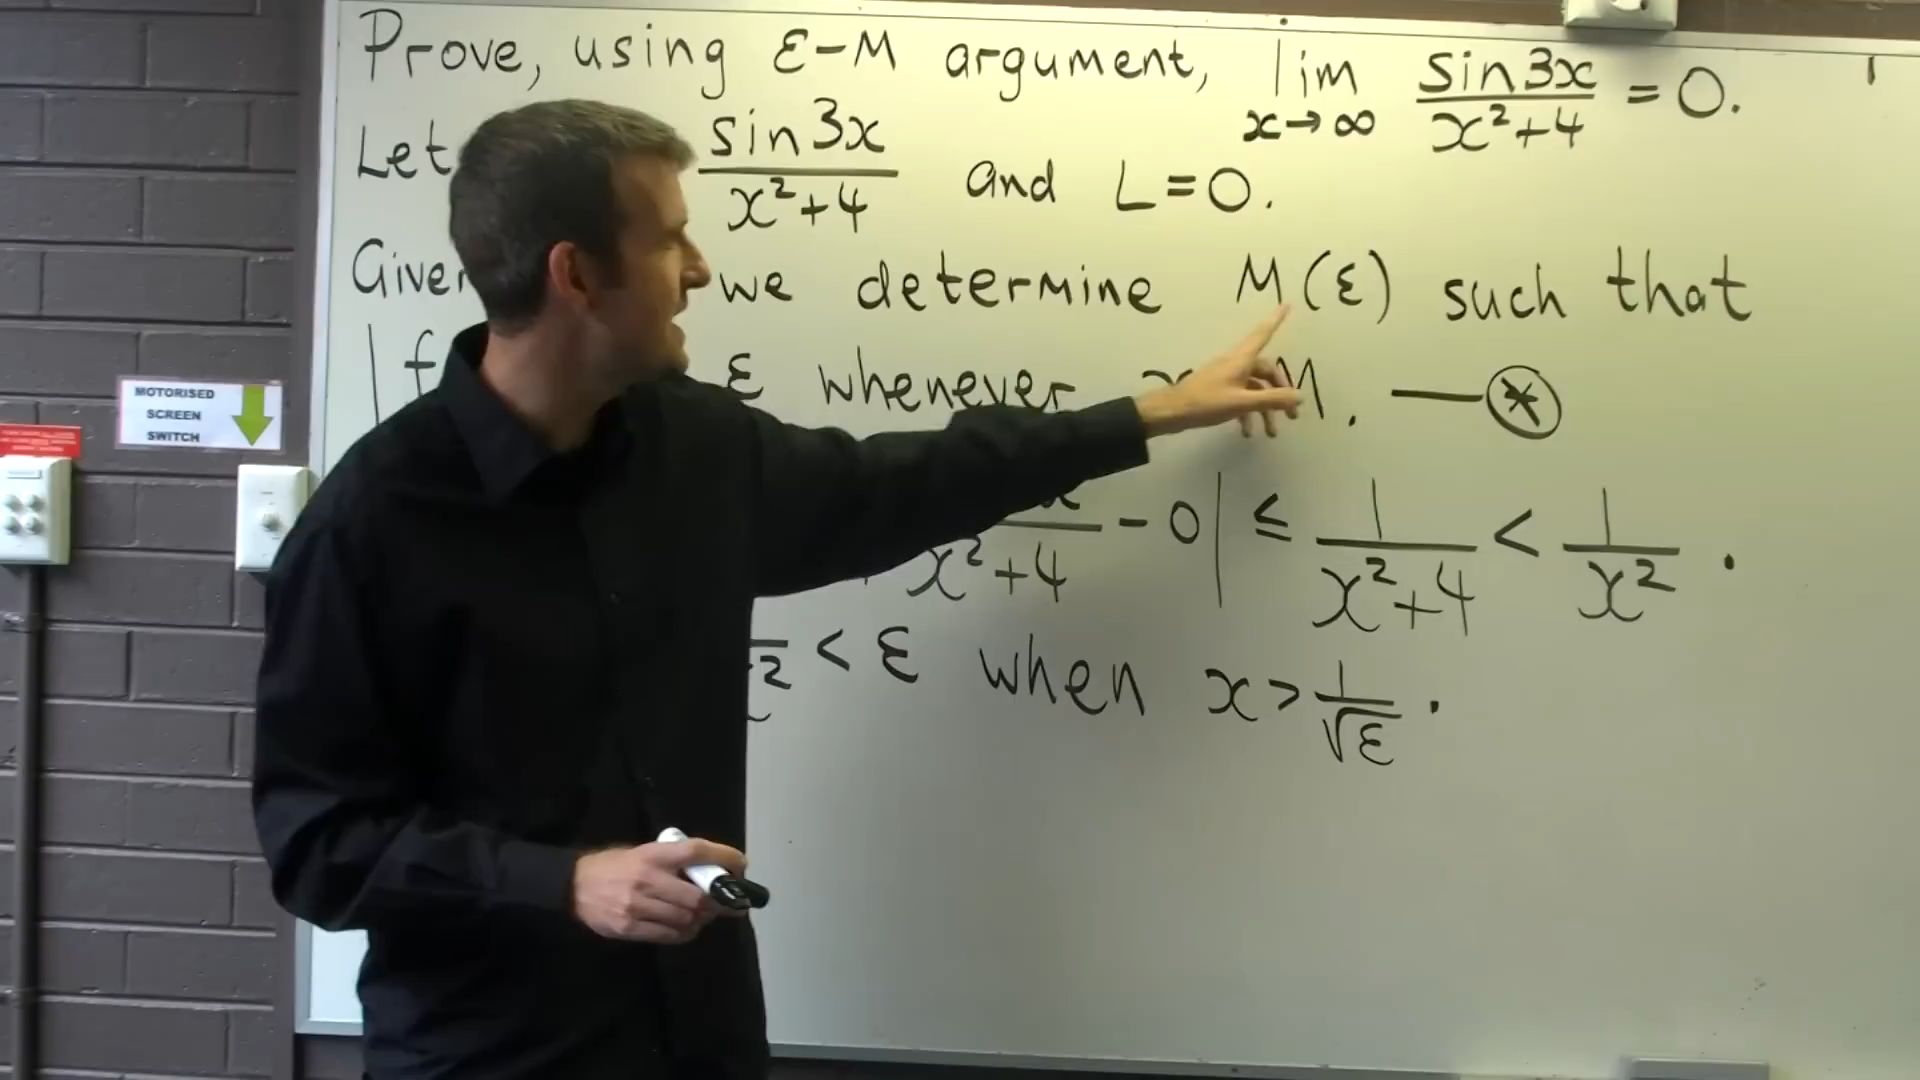 Prove, using ε-M argument, lim x→∞ sin3x/x²+4 = 0.
Let sin3x/x²+4 and L=0.
we determine M(ε) such that
|f ε whenever x M. —⊛
x²+4 - 0| ≤ 1/x²+4 < 1/x² .
2 < ε when x > 1/√ε .
MOTORISED
SCREEN
SWITCH